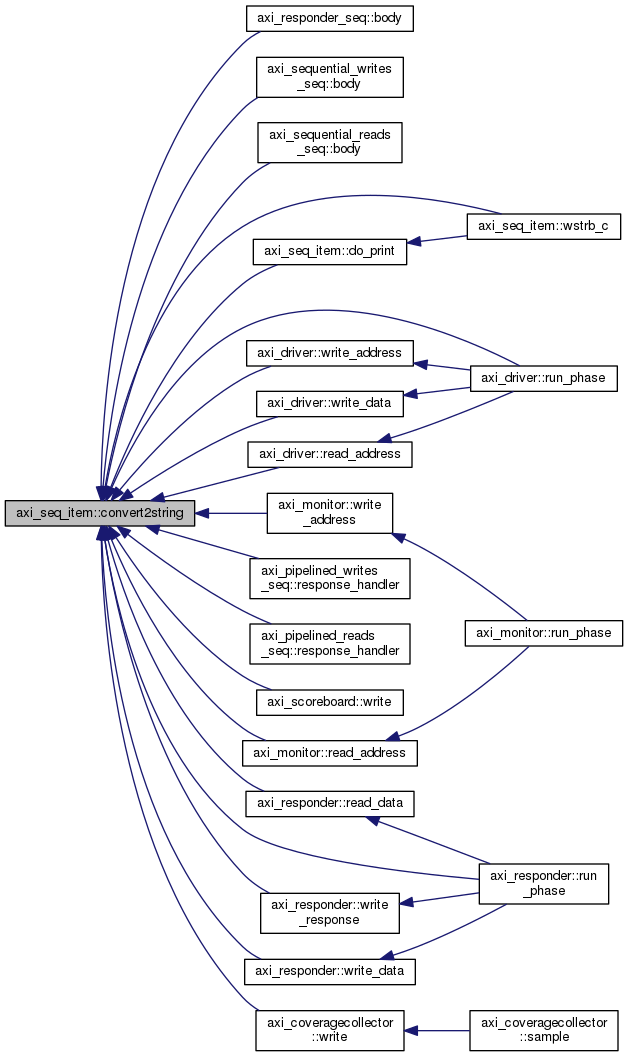 axi_responder_seq::body
axi_sequential_writes
_seq::body
axi_sequential_reads
_seq::body
axi_seq_item::wstrb_c
axi_seq_item::do_print
axi_driver::write_address
axi_driver::run_phase
axi_driver::write_data
axi_driver::read_address
axi_seq_item::convert2string
axi_monitor::write
_address
axi_pipelined_writes
_seq::response_handler
axi_pipelined_reads
_seq::response_handler
axi_monitor::run_phase
axi_scoreboard::write
axi_monitor::read_address
axi_responder::read_data
axi_responder::run
_phase
axi_responder::write
_response
axi_responder::write_data
axi_coveragecollector
::write
axi_coveragecollector
::sample